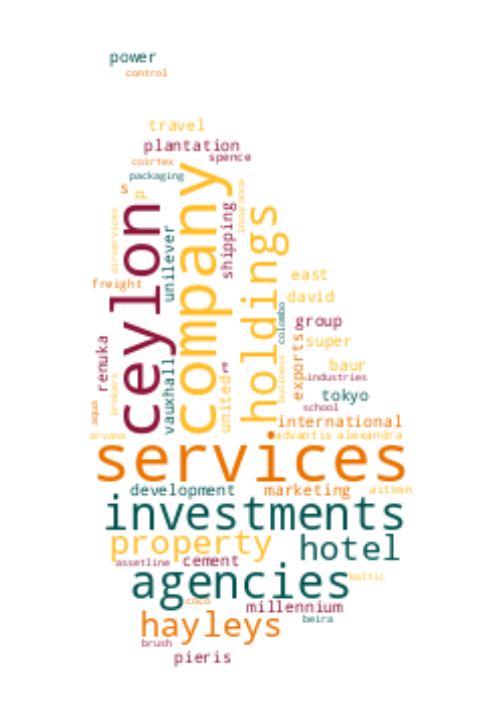 power
control
travel
plantation
spence
coirtex
packaging
s
p
insurance
airservices
ceylon
company
unilever
shipping
holdings
freight
east
david
colombo
group
super
exports
renuka
vauxhall
t
united
business
baur
industries
tokyo
school
aqua
brokers
international
arvana
advantis alexandra
services
development
marketing
aitken
investments
property
hotel
assetline
cement
agencies
baltic
coco
millennium
hayleys
beira
brush
pieris